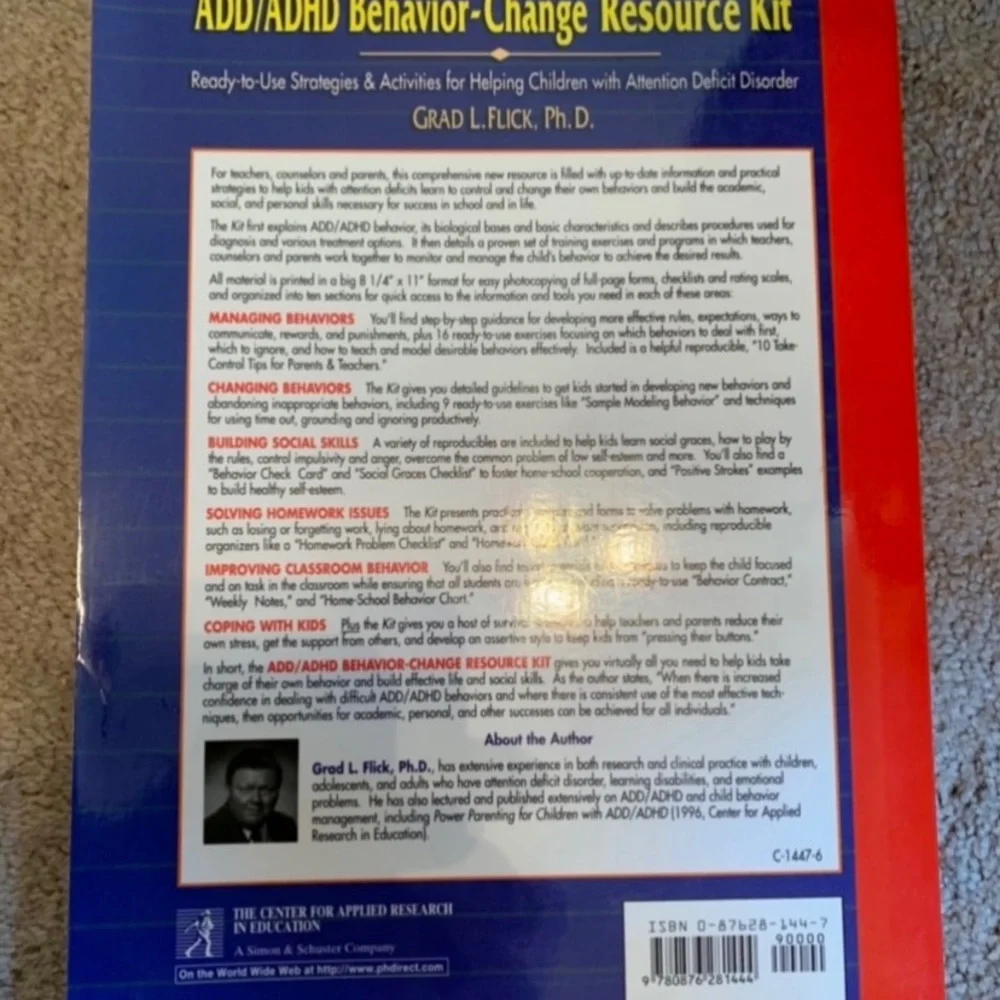 ADD/ADHD Behavior-Change Resource Kit
Ready-to-Use Strategies & Activities for Helping Children with Attention Deficit Disorder
GRAD L. FLICK, Ph.D.
For teachers, counselors and parents, this comprehensive new resource is filled with up-to-date information and practical
strategies to help kids with attention deficits learn to control and change their own behaviors and build the academic,
social, and personal skills necessary for success in school and in life.
The Kit first explains ADD/ADHD behavior, its biological bases and basic characteristics and describes procedures used for
diagnosis and various treatment options. It then details a proven set of training exercises and programs in which teachers,
counselors and parents work together to monitor and manage the child's behavior to achieve the desired results.
All material is printed in a big 8 1/4" x 11" format for easy photocopying of full-page forms, checklists and rating scales,
and organized into ten sections for quick access to the information and tools you need in each of these areas:
MANAGING BEHAVIORS You'll find step-by-step guidance for developing more effective rules, expectations, ways to
communicate, rewards, and punishments, plus 16 ready-to-use exercises focusing on which behaviors to deal with first,
which to ignore, and how to teach and model desirable behaviors effectively. Included is a helpful reproducible, "10 Take-
Control Tips for Parents & Teachers."
CHANGING BEHAVIORS The Kit gives you detailed guidelines to get kids started in developing new behaviors and
abandoning inappropriate behaviors, including 9 ready-to-use exercises like "Sample Modeling Behavior" and techniques
for using time out, grounding and ignoring productively.
BUILDING SOCIAL SKILLS A variety of reproducibles are included to help kids learn social graces, how to play by
the rules, control impulsivity and anger, overcome the common problem of low self-esteem and more. You'll also find a
"Behavior Check Card" and "Social Graces Checklist" to foster home-school cooperation, and "Positive Strokes" examples
to build healthy self-esteem.
SOLVING HOMEWORK ISSUES The Kit presents and forms to solve problems with homework,
such as losing or forgetting work, lying about homework, including reproducible
organizers like a "Homework Problem Checklist" and
IMPROVING CLASSROOM BEHAVIOR You'll also find to keep the child focused
and on task in the classroom while ensuring that all students ready-to-use "Behavior Contract,"
"Weekly Notes," and "Home-School Behavior Chart."
COPING WITH KIDS Plus the Kit gives you a host of help teachers and parents reduce their
own stress, get the support from others, and develop an assertive style to keep kids from "pressing their buttons."
In short, the ADD/ADHD BEHAVIOR-CHANGE RESOURCE KIT gives you virtually all you need to help kids take
charge of their own behavior and build effective life and social skills. As the author states, "When there is increased
confidence in dealing with difficult ADD/ADHD behaviors and where there is consistent use of the most effective tech-
niques, then opportunities for academic, personal, and other successes can be achieved for all individuals."
About the Author
Grad L. Flick, Ph.D., has extensive experience in both research and clinical practice with children,
adolescents, and adults who have attention deficit disorder, learning disabilities, and emotional
problems. He has also lectured and published extensively on ADD/ADHD and child behavior
management, including Power Parenting for Children with ADD/ADHD (1996, Center for Applied
Research in Education).
C-1447-6
THE CENTER FOR APPLIED RESEARCH
IN EDUCATION
A Simon & Schuster Company
On the World Wide Web at http://www.phdirect.com
ISBN 0-87628-144-7
90000
9 780876 281444